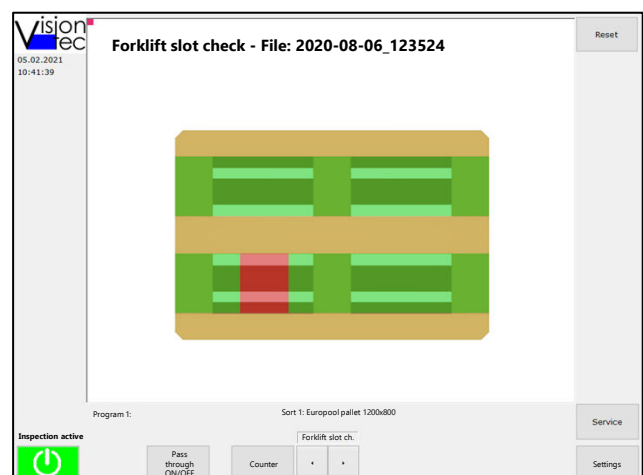 Vision
tec
05.02.2021
10:41:39
Forklift slot check - File: 2020-08-06_123524
Reset
Program 1:
Sort 1: Europool pallet 1200x800
Service
Inspection active
Forklift slot ch.
Pass
through
ON/OFF
Counter
Settings